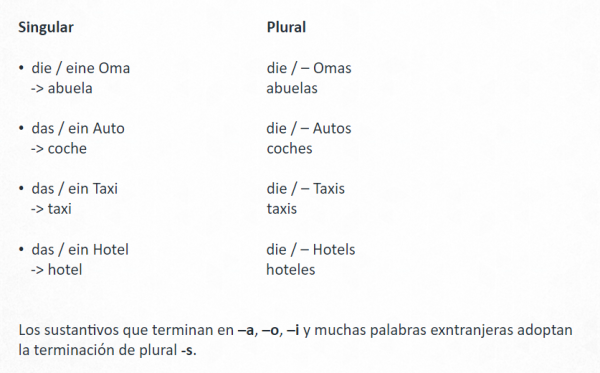 Singular Plural
• die / eine Oma die / – Omas
-> abuela abuelas
• das / ein Auto die / – Autos
-> coche coches
• das / ein Taxi die / – Taxis
-> taxi taxis
• das / ein Hotel die / – Hotels
-> hotel hoteles
Los sustantivos que terminan en –a, –o, –i y muchas palabras exntranjeras adoptan
la terminación de plural -s.